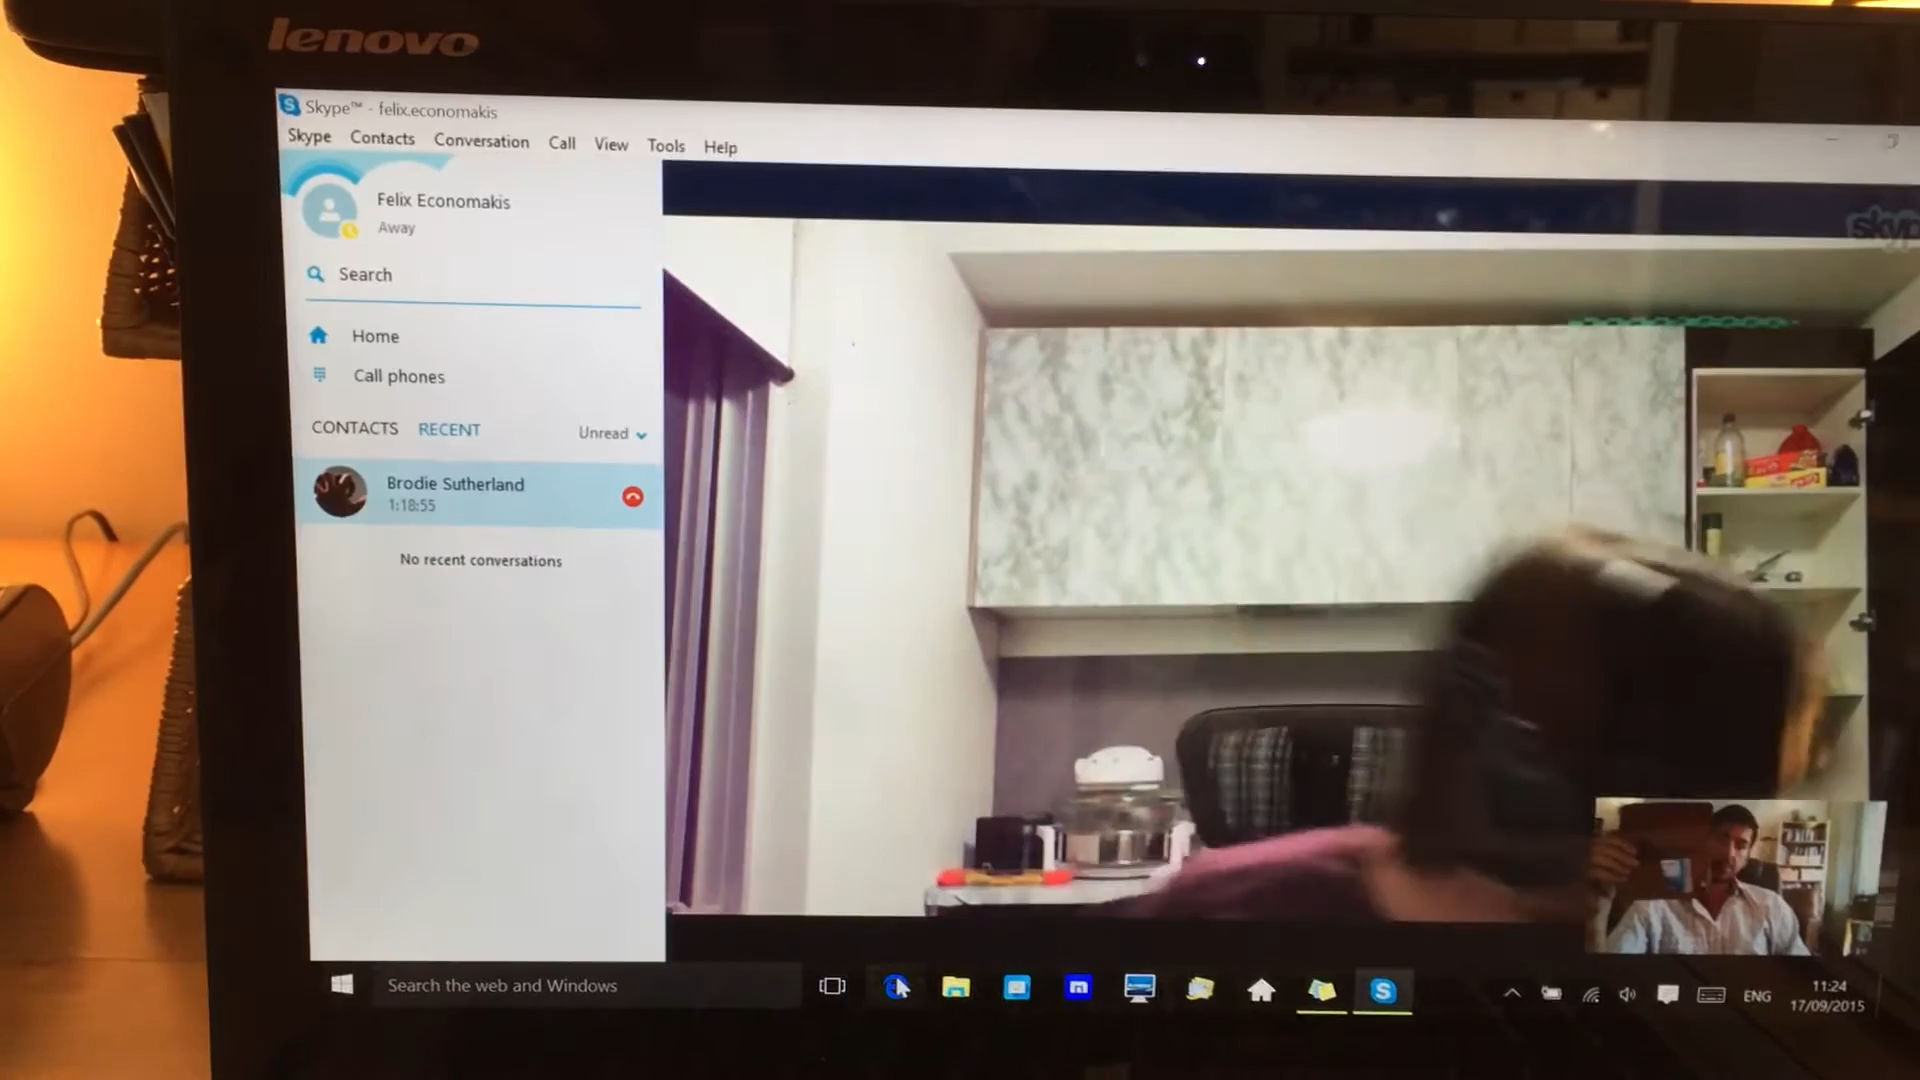 lenovo
Skype™ - felix.economakis
Skype Contacts Conversation Call View Tools Help
Felix Economakis
Away
Search
Home
Call phones
CONTACTS RECENT Unread
Brodie Sutherland
1:18:55
No recent conversations
Search the web and Windows
ENG
11:24
17/09/2015